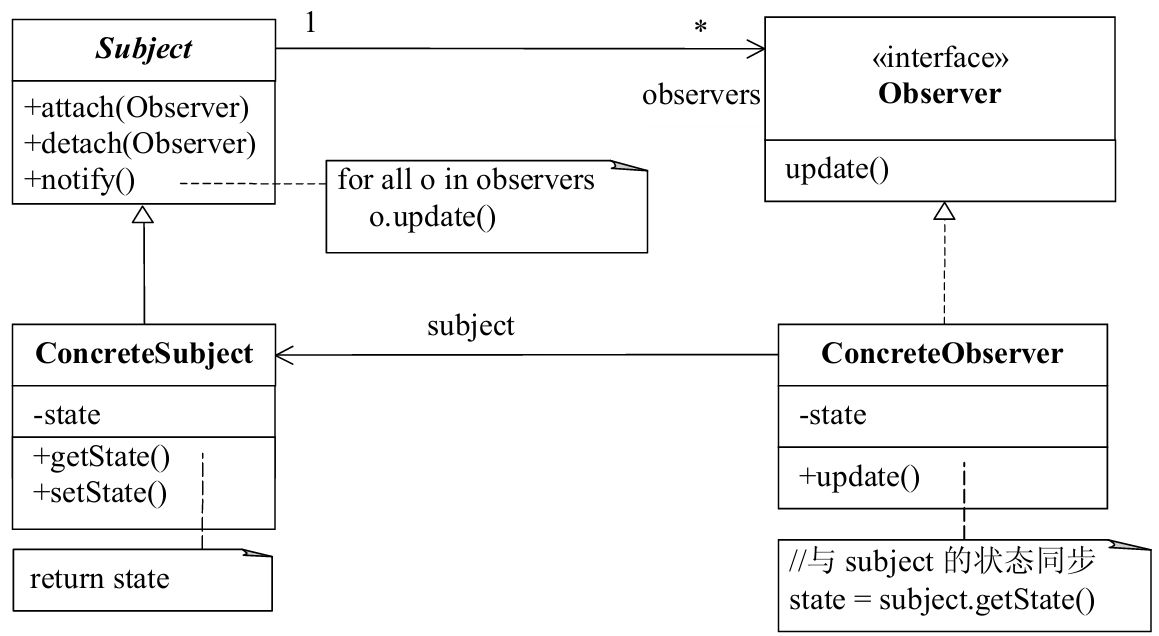 Subject
+attach(Observer)
+detach(Observer)
+notify()
1
*
observers
«interface»
Observer
update()
for all o in observers
o.update()
subject
ConcreteSubject
-state
+getState()
+setState()
return state
ConcreteObserver
-state
+update()
//与 subject 的状态同步
state = subject.getState()